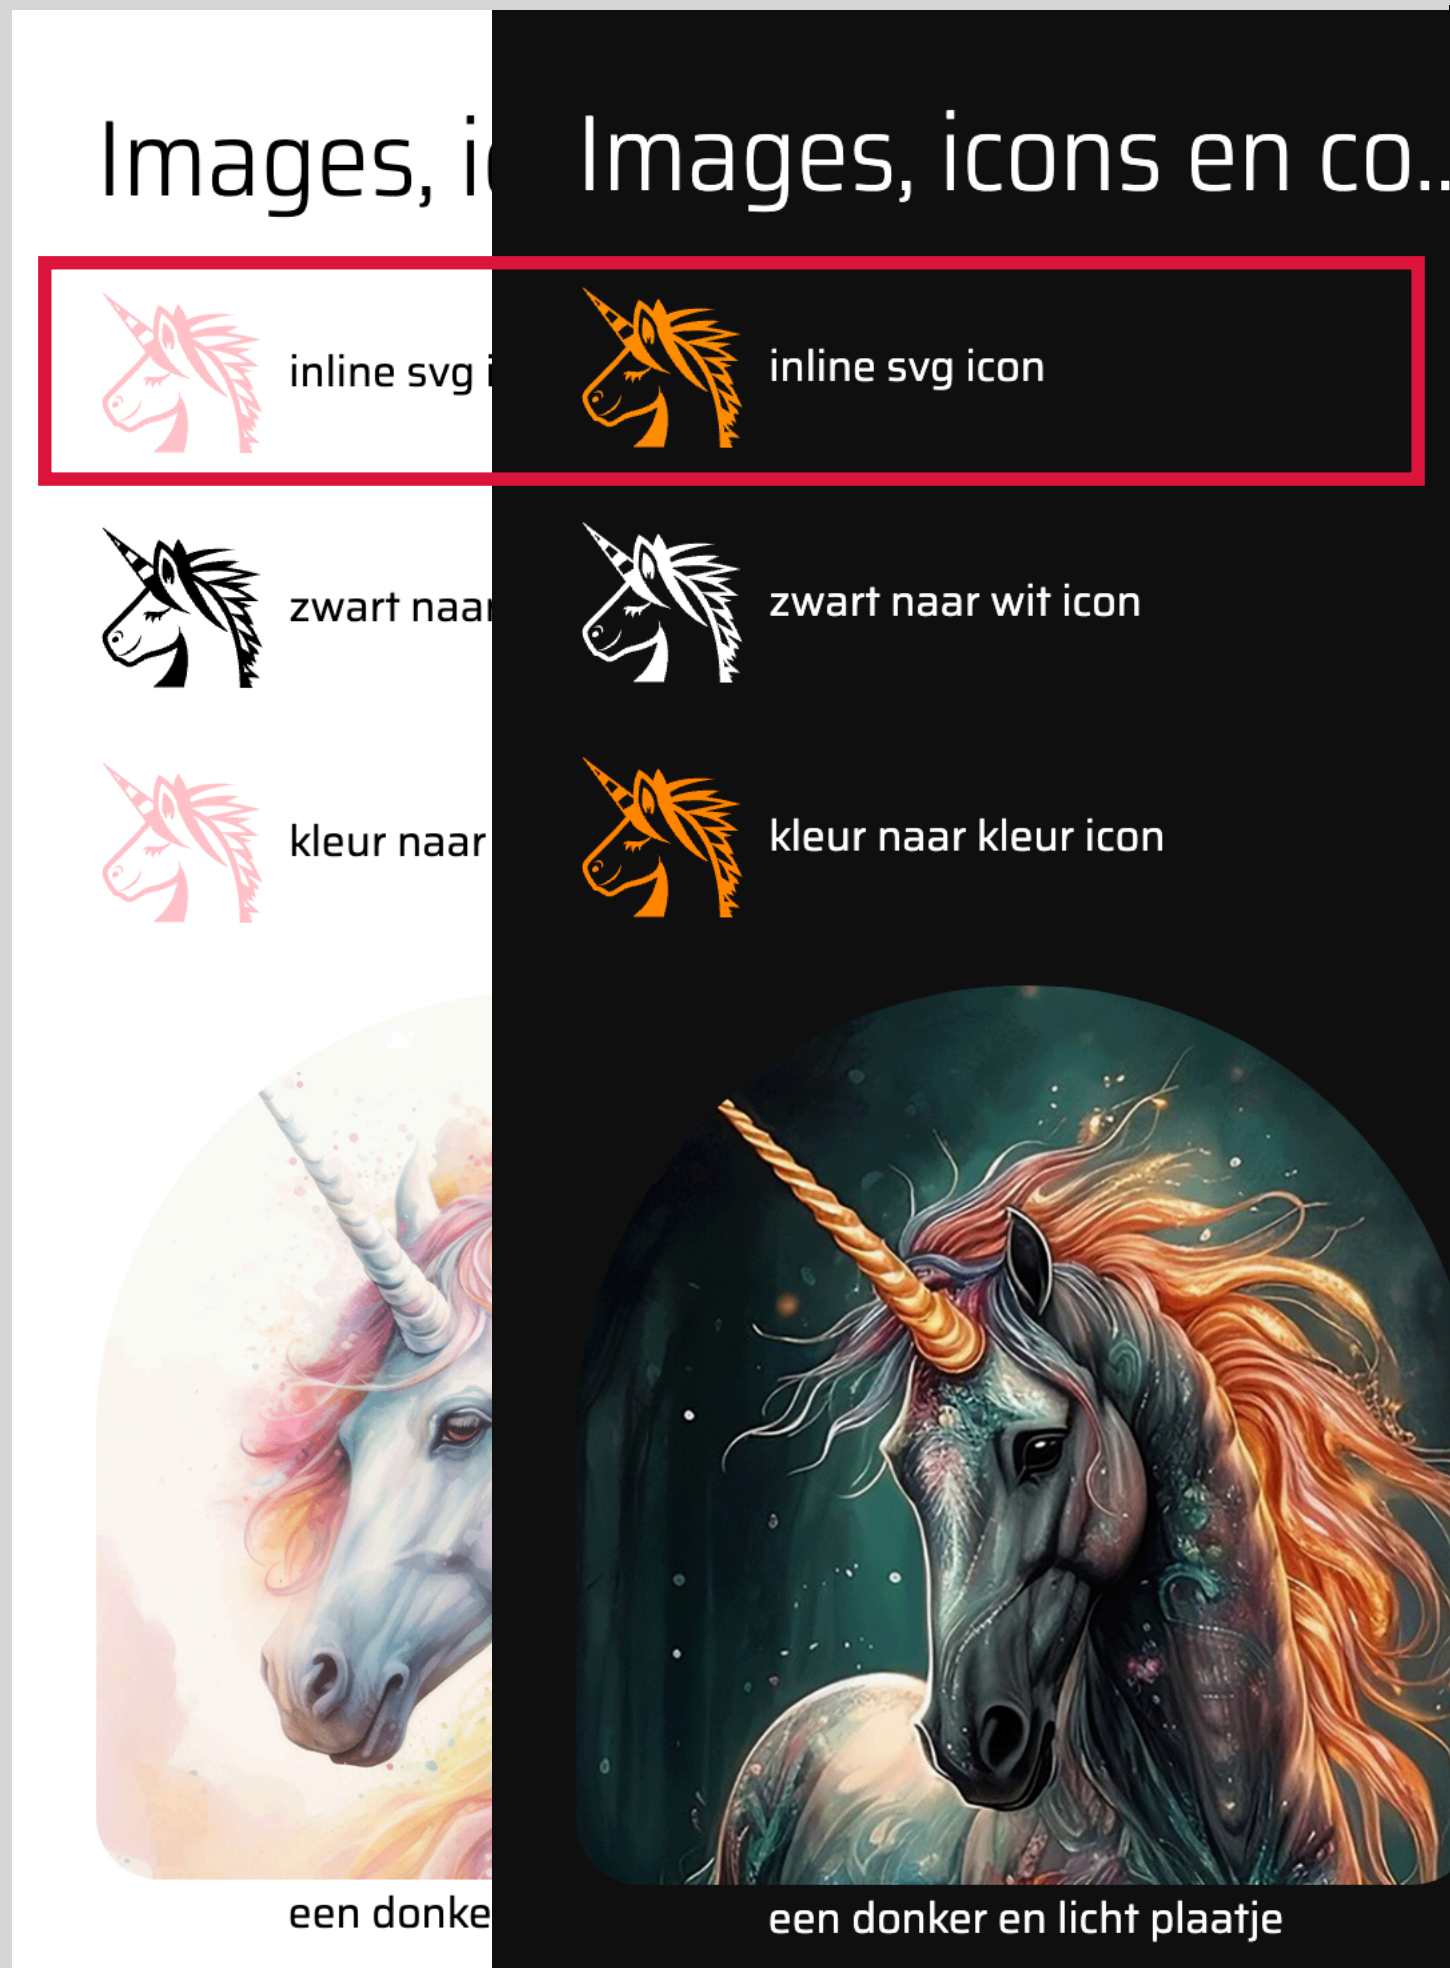 Images, ic
Images, icons en co..
inline svg i
inline svg icon
zwart naar
zwart naar wit icon
kleur naar
kleur naar kleur icon
een donke
een donker en licht plaatje